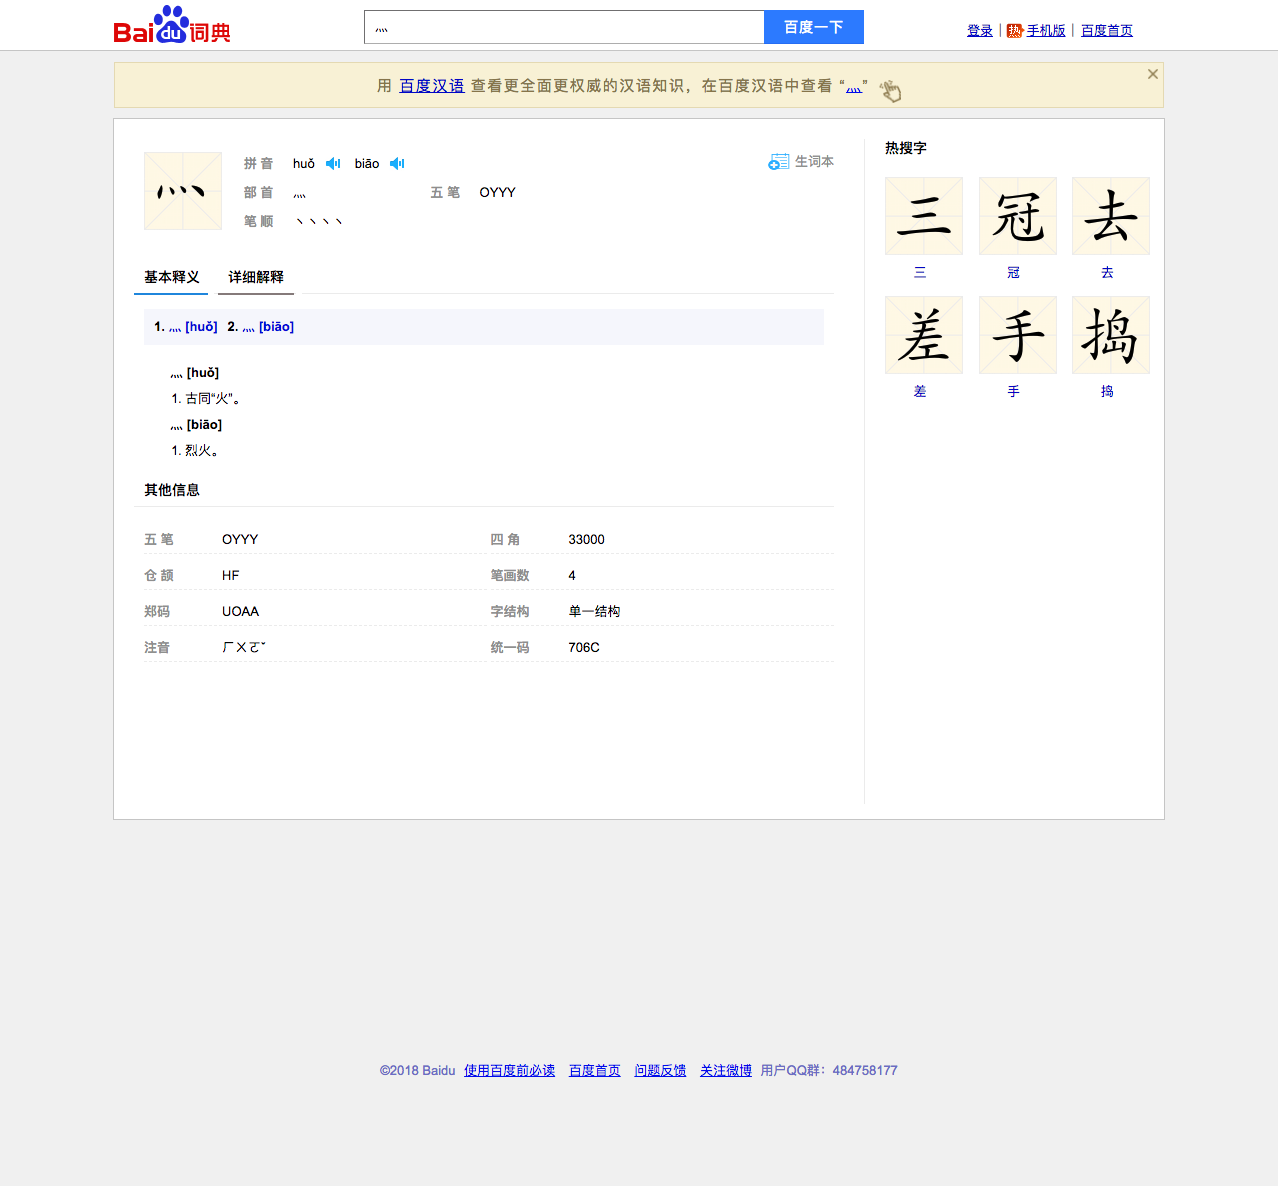 Baidu词典
灬
百度一下
登录 | 热 手机版 | 百度首页
用 百度汉语 查看更全面更权威的汉语知识，在百度汉语中查看 “灬”
灬
拼 音 huǒ biāo
生词本
部 首 灬 五 笔 OYYY
笔 顺 丶丶丶丶
基本释义 详细解释
1. 灬 [huǒ] 2. 灬 [biāo]
灬 [huǒ]
1. 古同“火”。
灬 [biāo]
1. 烈火。
其他信息
五 笔 OYYY 四 角 33000
仓 颉 HF 笔画数 4
郑码 UOAA 字结构 单一结构
注音 ㄏㄨㄛˇ 统一码 706C
热搜字
三 冠 去
三 冠 去
差 手 捣
差 手 捣
©2018 Baidu 使用百度前必读 百度首页 问题反馈 关注微博 用户QQ群：484758177